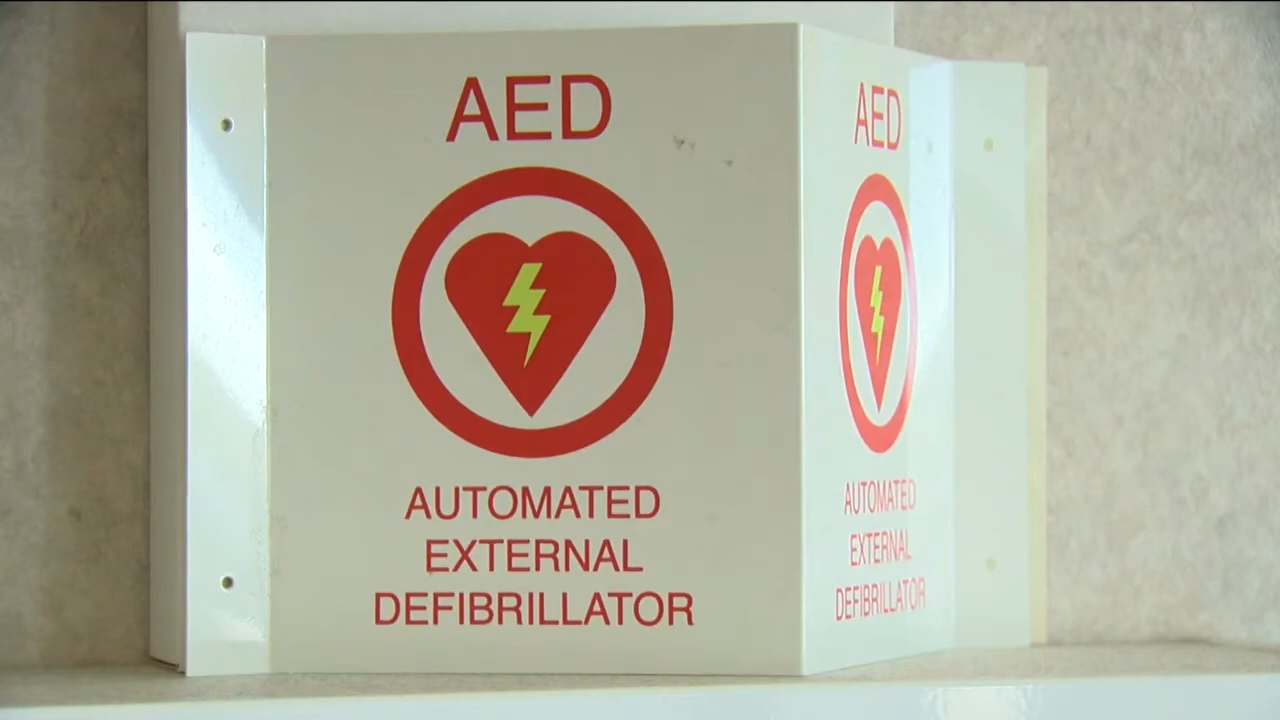 AED
AUTOMATED
EXTERNAL
DEFIBRILLATOR
AED
AUTOMATED
EXTERNAL
DEFIBRILLATOR